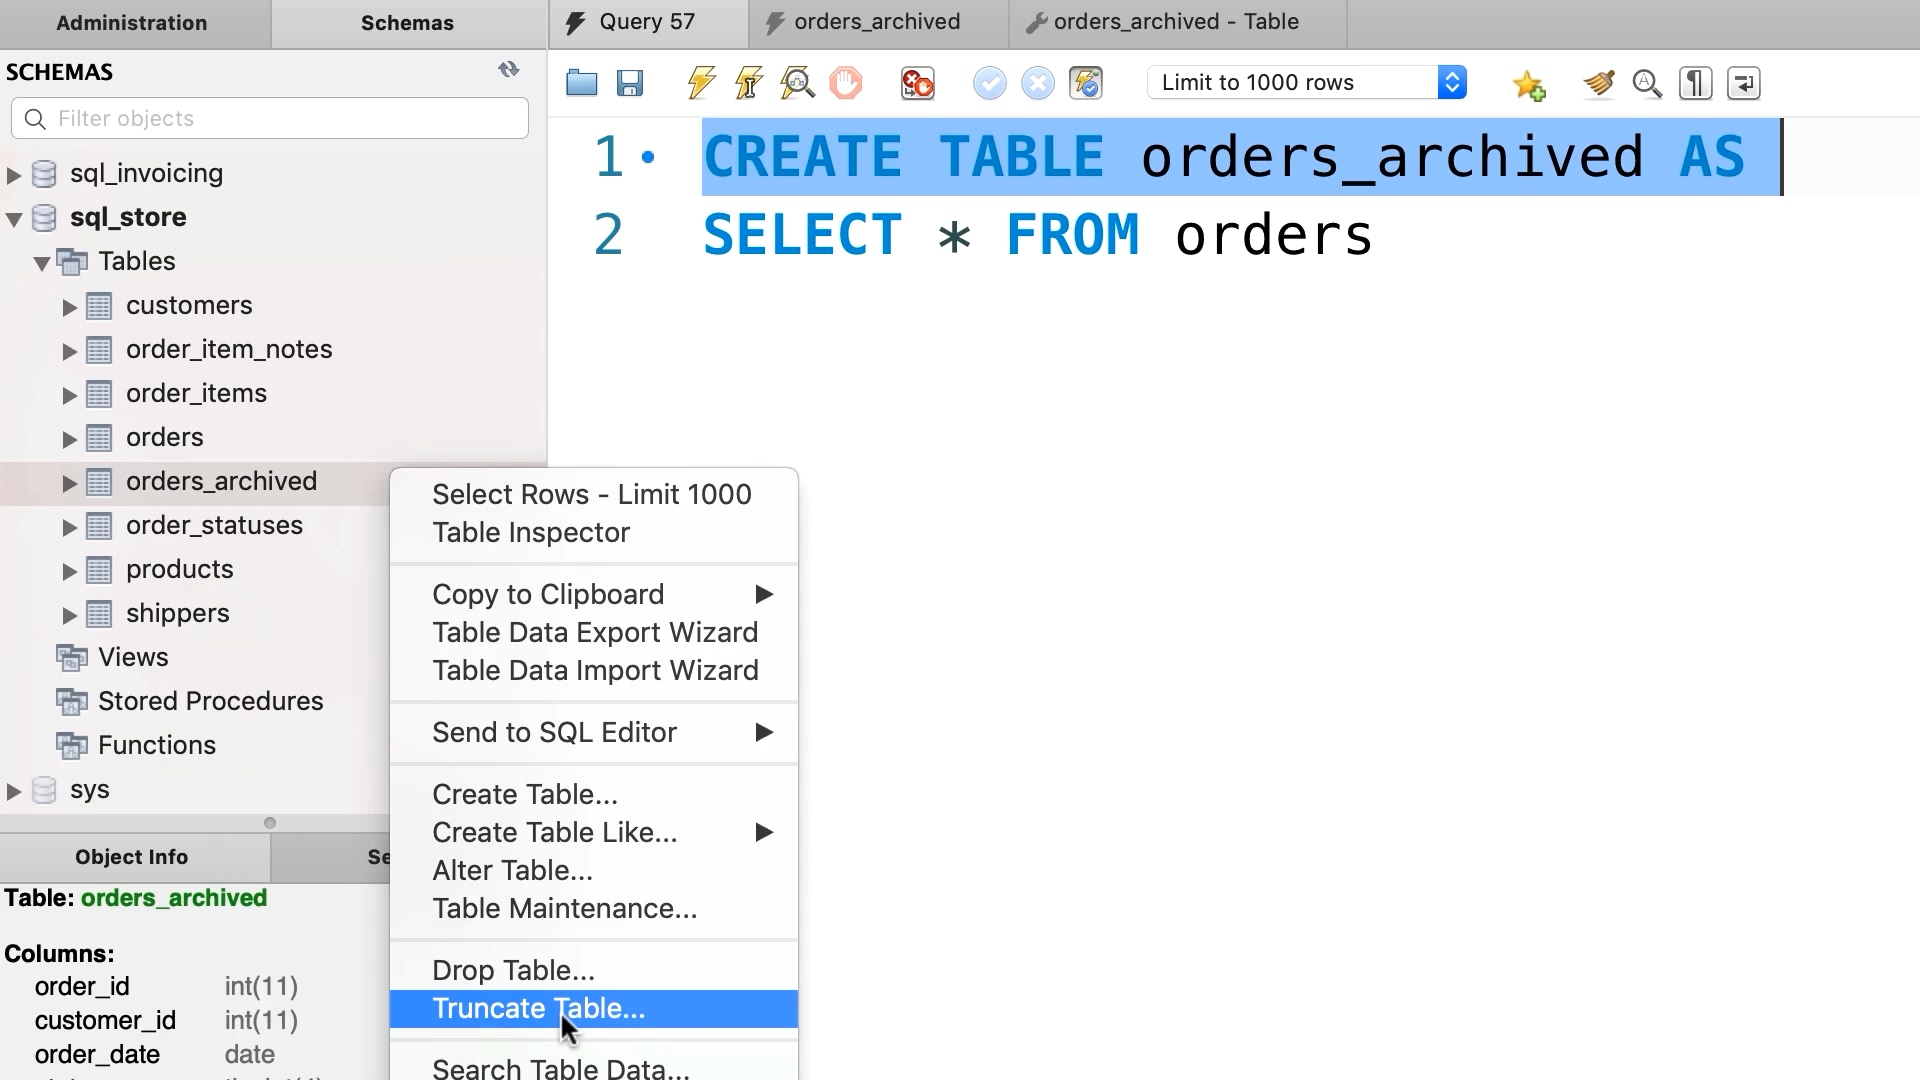 Administration
Schemas
Query 57
orders_archived
orders_archived - Table
SCHEMAS
Filter objects
Limit to 1000 rows
sql_invoicing
sql_store
Tables
customers
order_item_notes
order_items
orders
orders_archived
order_statuses
products
shippers
Views
Stored Procedures
Functions
sys
1 CREATE TABLE orders_archived AS
2 SELECT * FROM orders
Select Rows - Limit 1000
Table Inspector
Copy to Clipboard
Table Data Export Wizard
Table Data Import Wizard
Send to SQL Editor
Create Table...
Create Table Like...
Alter Table...
Table Maintenance...
Drop Table...
Truncate Table...
Search Table Data...
Object Info
Se
Table: orders_archived
Columns:
order_id int(11)
customer_id int(11)
order_date date